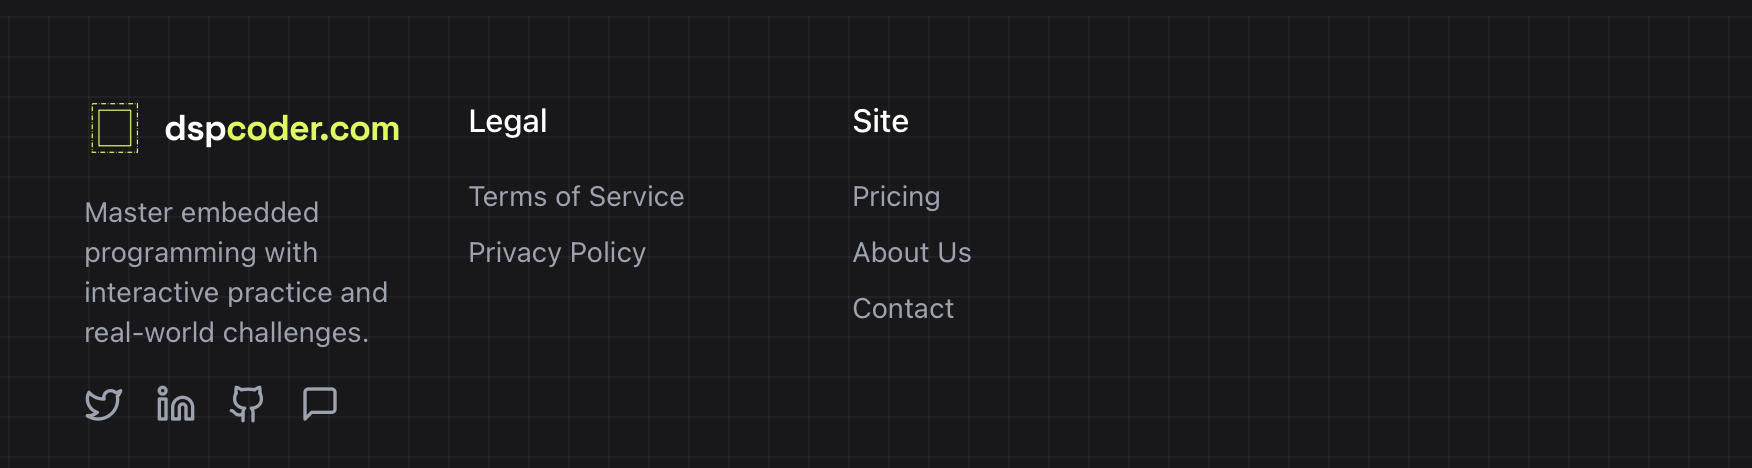 dspcoder.com
Master embedded
programming with
interactive practice and
real-world challenges.
Legal
Terms of Service
Privacy Policy
Site
Pricing
About Us
Contact